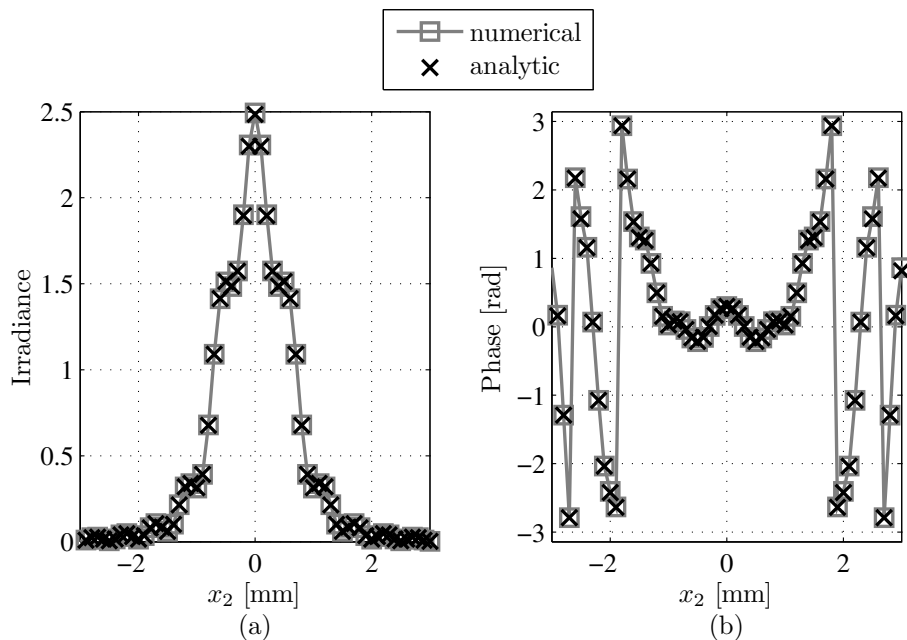 numerical
analytic
Irradiance
2.5
2
1.5
1
0.5
0
−2
0
2
x₂ [mm]
(a)
Phase [rad]
3
2
1
0
−1
−2
−3
−2
0
2
x₂ [mm]
(b)